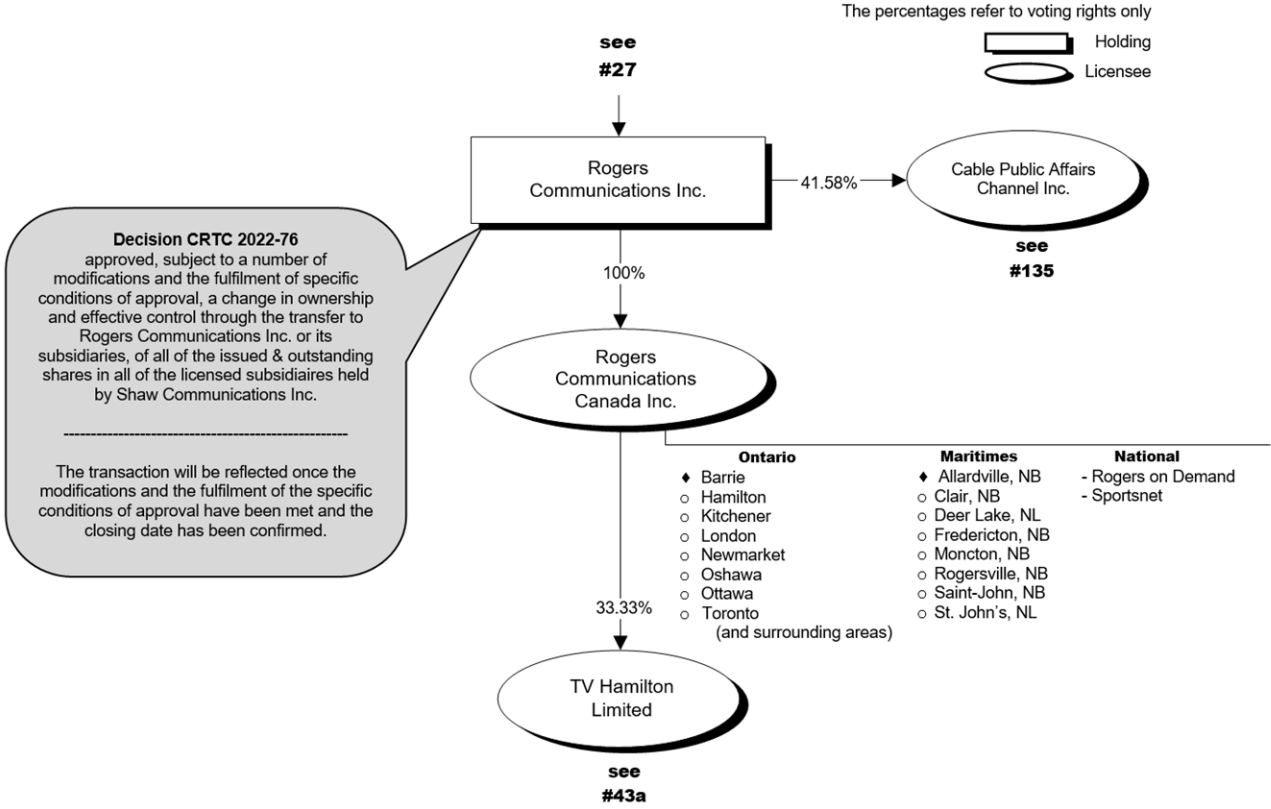 The percentages refer to voting rights only
Holding
Licensee
see
#27
Rogers
Communications Inc.
41.58%
Cable Public Affairs
Channel Inc.
see
#135
Decision CRTC 2022-76
approved, subject to a number of
modifications and the fulfilment of specific
conditions of approval, a change in ownership
and effective control through the transfer to
Rogers Communications Inc. or its
subsidiaries, of all of the issued & outstanding
shares in all of the licensed subsidiaires held
by Shaw Communications Inc.
----------------------------------------------------
The transaction will be reflected once the
modifications and the fulfilment of the specific
conditions of approval have been met and the
closing date has been confirmed.
100%
Rogers
Communications
Canada Inc.
Ontario
♦ Barrie
○ Hamilton
○ Kitchener
○ London
○ Newmarket
○ Oshawa
○ Ottawa
○ Toronto
(and surrounding areas)
Maritimes
♦ Allardville, NB
○ Clair, NB
○ Deer Lake, NL
○ Fredericton, NB
○ Moncton, NB
○ Rogersville, NB
○ Saint-John, NB
○ St. John's, NL
National
- Rogers on Demand
- Sportsnet
33.33%
TV Hamilton
Limited
see
#43a